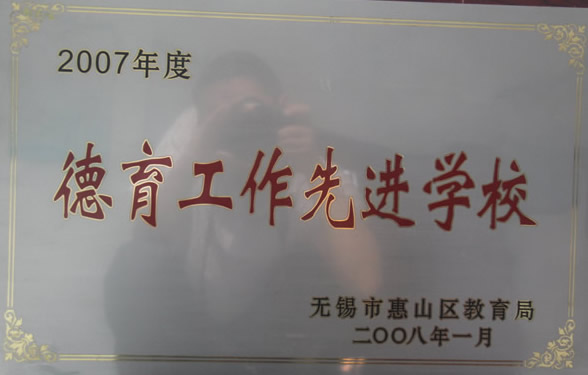 2007年度
德育工作先进学校
无锡市惠山区教育局
二〇〇八年一月